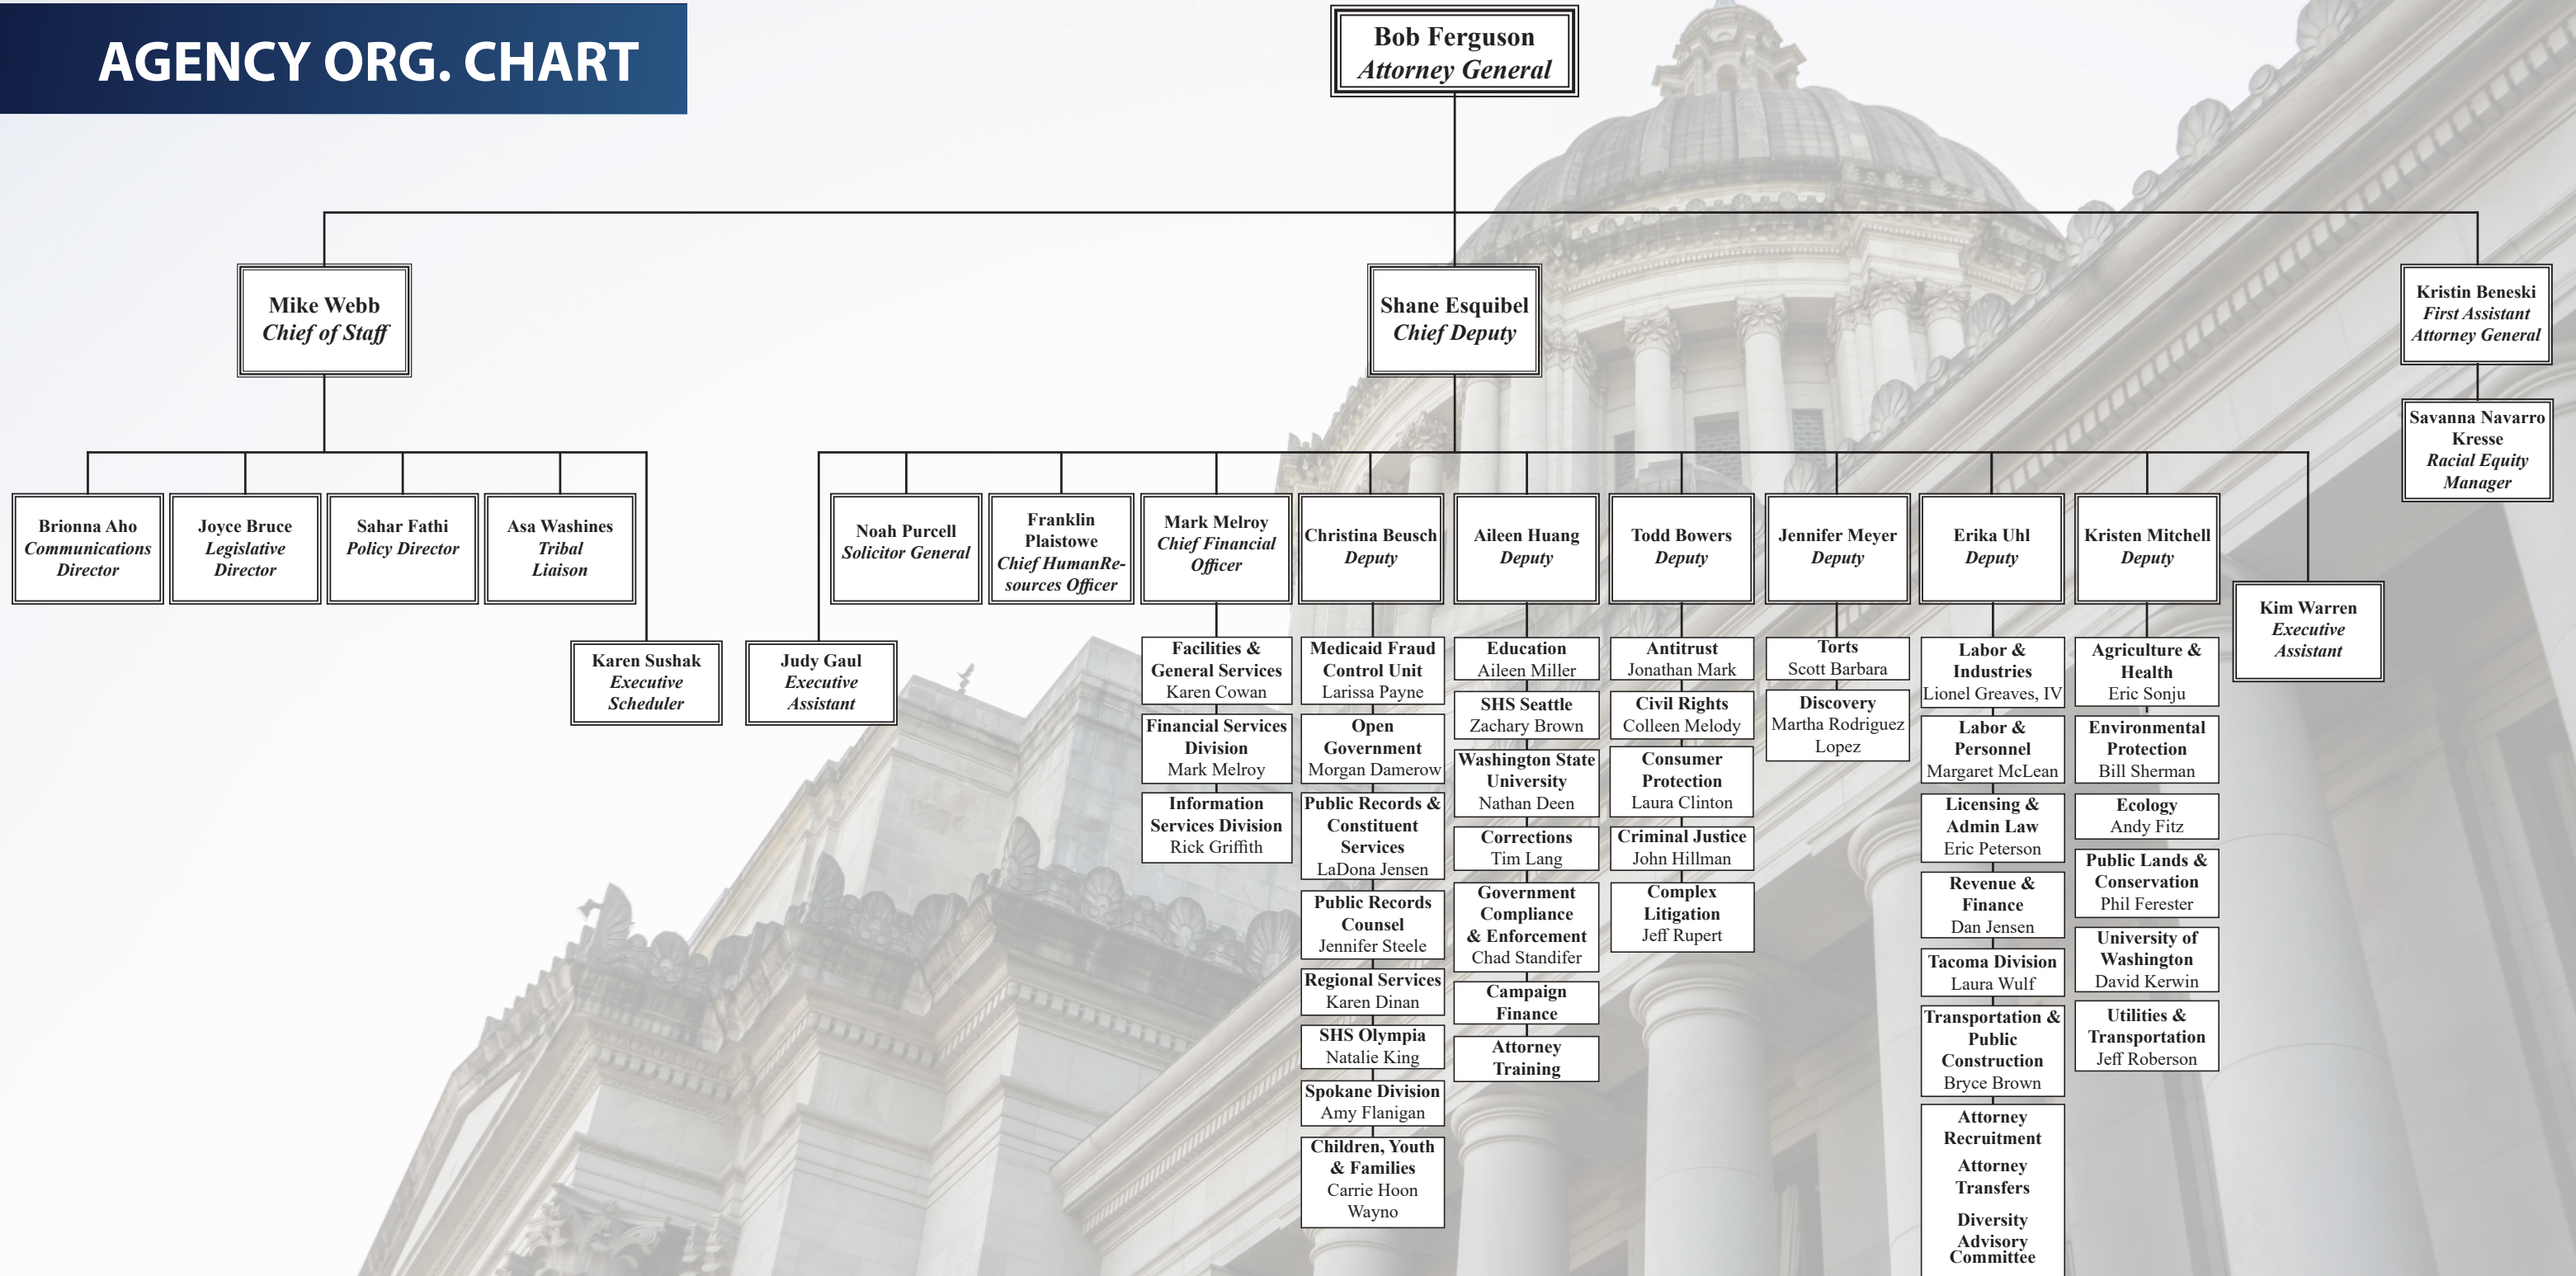 AGENCY ORG. CHART
Bob Ferguson
Attorney General
Mike Webb
Chief of Staff
Shane Esquibel
Chief Deputy
Kristin Beneski
First Assistant
Attorney General
Savanna Navarro
Kresse
Racial Equity
Manager
Brionna Aho
Communications
Director
Joyce Bruce
Legislative
Director
Sahar Fathi
Policy Director
Asa Washines
Tribal
Liaison
Karen Sushak
Executive
Scheduler
Judy Gaul
Executive
Assistant
Noah Purcell
Solicitor General
Franklin
Plaistowe
Chief HumanRe-
sources Officer
Mark Melroy
Chief Financial
Officer
Facilities &
General Services
Karen Cowan
Financial Services
Division
Mark Melroy
Information
Services Division
Rick Griffith
Christina Beusch
Deputy
Medicaid Fraud
Control Unit
Larissa Payne
Open
Government
Morgan Damerow
Public Records &
Constituent
Services
LaDona Jensen
Public Records
Counsel
Jennifer Steele
Regional Services
Karen Dinan
SHS Olympia
Natalie King
Spokane Division
Amy Flanigan
Children, Youth
& Families
Carrie Hoon
Wayno
Aileen Huang
Deputy
Education
Aileen Miller
SHS Seattle
Zachary Brown
Washington State
University
Nathan Deen
Corrections
Tim Lang
Government
Compliance
& Enforcement
Chad Standifer
Campaign
Finance
Attorney
Training
Todd Bowers
Deputy
Antitrust
Jonathan Mark
Civil Rights
Colleen Melody
Consumer
Protection
Laura Clinton
Criminal Justice
John Hillman
Complex
Litigation
Jeff Rupert
Jennifer Meyer
Deputy
Torts
Scott Barbara
Discovery
Martha Rodriguez
Lopez
Erika Uhl
Deputy
Labor &
Industries
Lionel Greaves, IV
Labor &
Personnel
Margaret McLean
Licensing &
Admin Law
Eric Peterson
Revenue &
Finance
Dan Jensen
Tacoma Division
Laura Wulf
Transportation &
Public
Construction
Bryce Brown
Attorney
Recruitment
Attorney
Transfers
Diversity
Advisory
Committee
Kristen Mitchell
Deputy
Agriculture &
Health
Eric Sonju
Environmental
Protection
Bill Sherman
Ecology
Andy Fitz
Public Lands &
Conservation
Phil Ferester
University of
Washington
David Kerwin
Utilities &
Transportation
Jeff Roberson
Kim Warren
Executive
Assistant